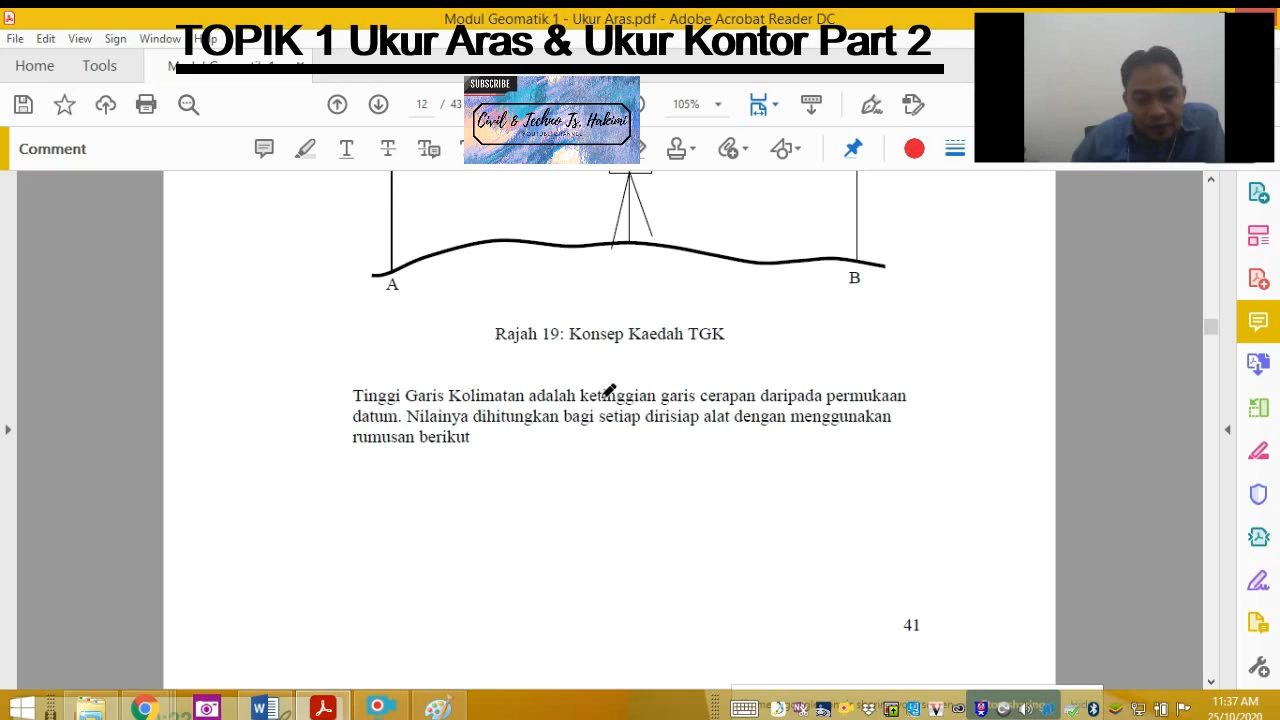 Modul Geomatik 1 - Ukur Aras.pdf - Adobe Acrobat Reader DC
TOPIK 1 Ukur Aras & Ukur Kontor Part 2
File Edit View Sign Window
Home Tools
SUBSCRIBE
Civil & Techno Ts. Hakimi
YOUTUBE CHANNEL
12 / 43
105%
Comment
A
B
Rajah 19: Konsep Kaedah TGK
Tinggi Garis Kolimatan adalah ketinggian garis cerapan daripada permukaan
datum. Nilainya dihitungkan bagi setiap dirisiap alat dengan menggunakan
rumusan berikut
41
11:37 AM
25/10/2020